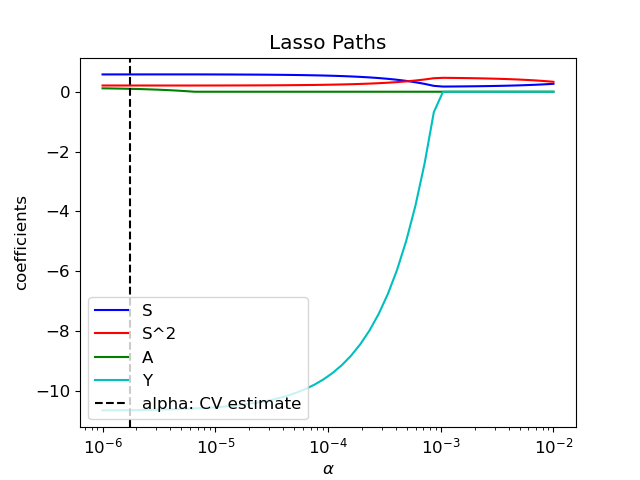 Lasso Paths
coefficients
0
−2
−4
−6
−8
−10
S
S^2
A
Y
alpha: CV estimate
10⁻⁶ 10⁻⁵ 10⁻⁴ 10⁻³ 10⁻²
α